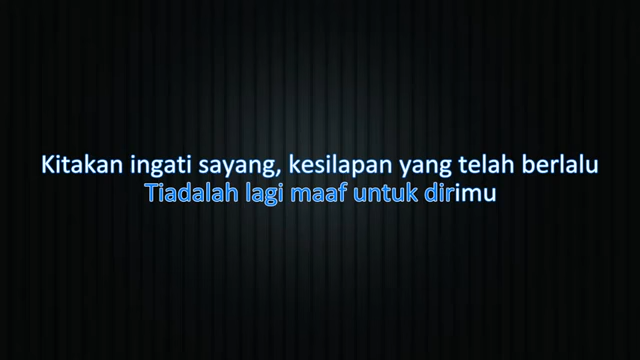 Kitakan ingati sayang, kesilapan yang telah berlalu
Tiadalah lagi maaf untuk dirimu